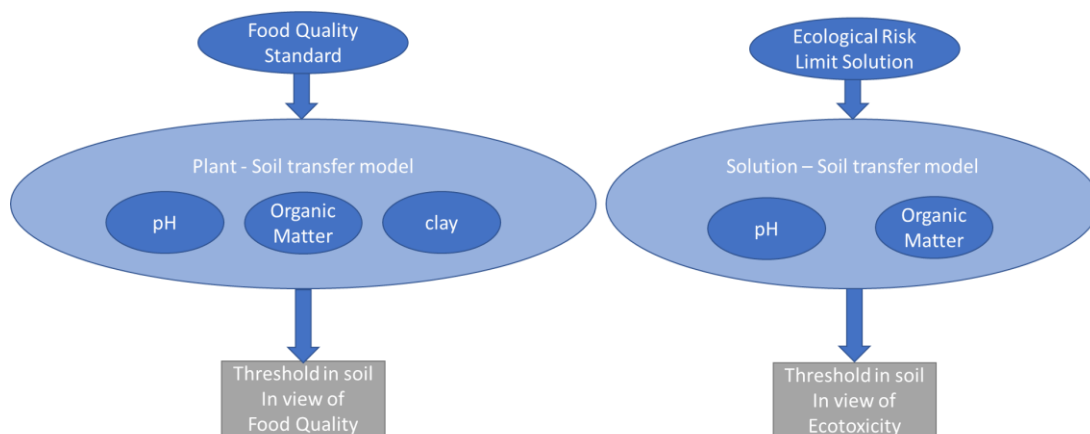 Food Quality
Standard
Plant - Soil transfer model
pH
Organic
Matter
clay
Threshold in soil
In view of
Food Quality
Ecological Risk
Limit Solution
Solution – Soil transfer model
pH
Organic
Matter
Threshold in soil
In view of
Ecotoxicity